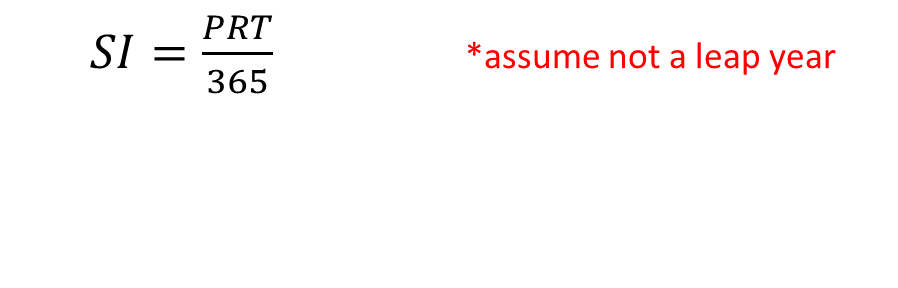 SI = PRT/365
*assume not a leap year